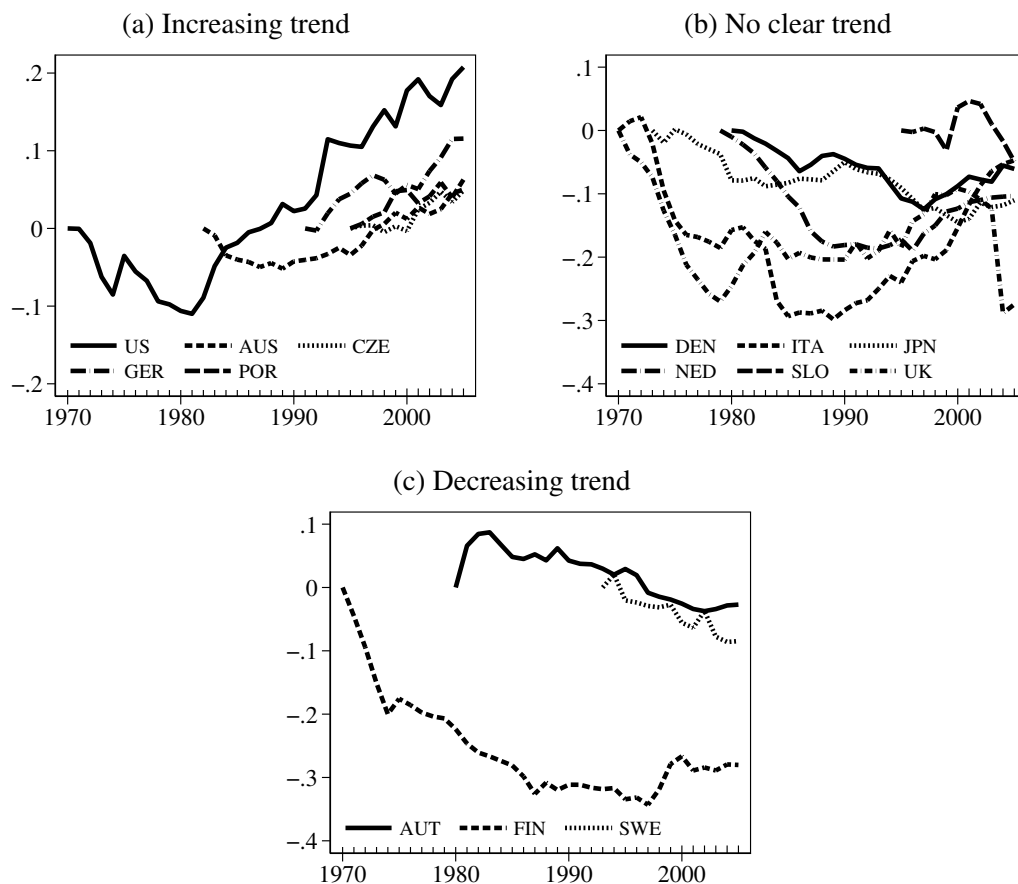 (a) Increasing trend
.2
.1
0
−.1
−.2
US AUS CZE
GER POR
1970 1980 1990 2000
(b) No clear trend
.1
0
−.1
−.2
−.3
−.4
DEN ITA JPN
NED SLO UK
1970 1980 1990 2000
(c) Decreasing trend
.1
0
−.1
−.2
−.3
−.4
AUT FIN SWE
1970 1980 1990 2000